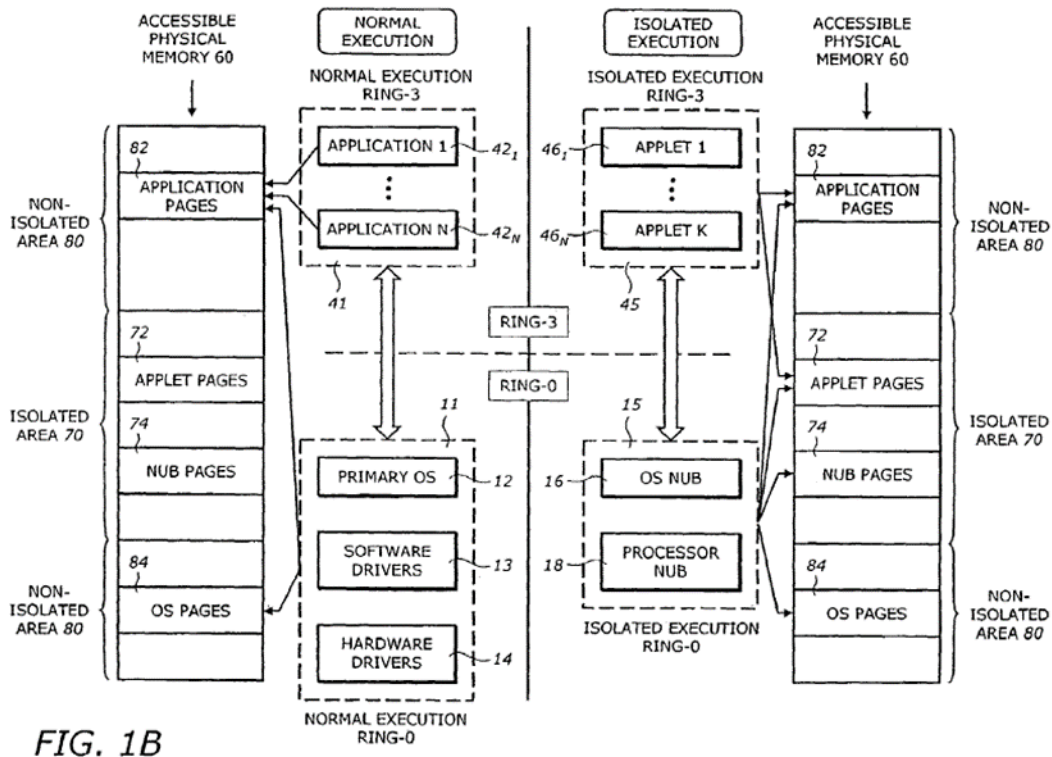 ACCESSIBLE
PHYSICAL
MEMORY 60
NORMAL
EXECUTION
ISOLATED
EXECUTION
ACCESSIBLE
PHYSICAL
MEMORY 60
NORMAL EXECUTION
RING-3
ISOLATED EXECUTION
RING-3
82
APPLICATION
PAGES
NON-
ISOLATED
AREA 80
APPLICATION 1
42₁
APPLICATION N
42N
41
46₁
APPLET 1
46N
APPLET K
45
82
APPLICATION
PAGES
NON-
ISOLATED
AREA 80
RING-3
RING-0
72
APPLET PAGES
ISOLATED
AREA 70
74
NUB PAGES
11
PRIMARY OS
12
SOFTWARE
DRIVERS
13
HARDWARE
DRIVERS
14
NORMAL EXECUTION
RING-0
15
16
OS NUB
18
PROCESSOR
NUB
ISOLATED EXECUTION
RING-0
72
APPLET PAGES
74
NUB PAGES
ISOLATED
AREA 70
84
OS PAGES
NON-
ISOLATED
AREA 80
84
OS PAGES
NON-
ISOLATED
AREA 80
FIG. 1B